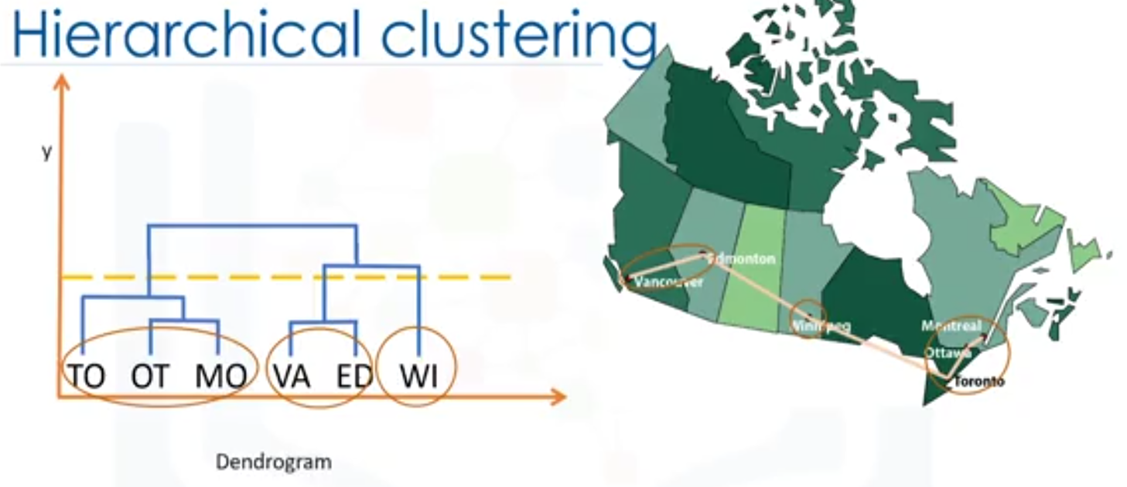 Hierarchical clustering
y
TO OT MO VA ED WI
Dendrogram
Edmonton
Vancouver
Winnipeg
Montreal
Ottawa
Toronto